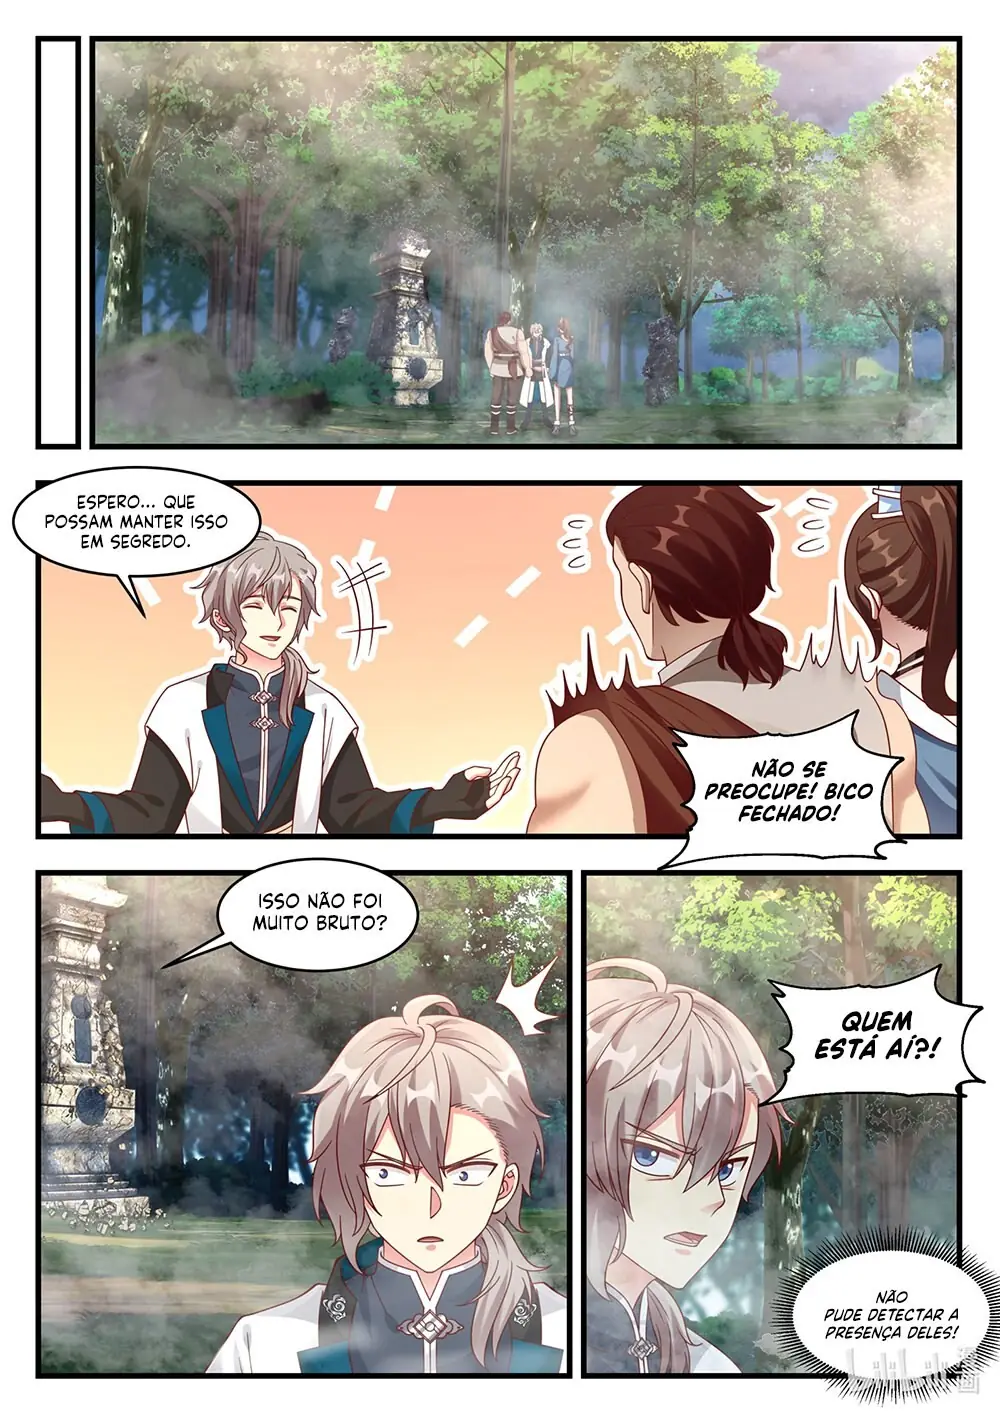 ESPERO... QUE
POSSAM MANTER ISSO
EM SEGREDO.
NÃO SE
PREOCUPE! BICO
FECHADO!
ISSO NÃO FOI
MUITO BRUTO?
QUEM
ESTÁ AÍ?!
NÃO
PUDE DETECTAR A
PRESENÇA DELES!